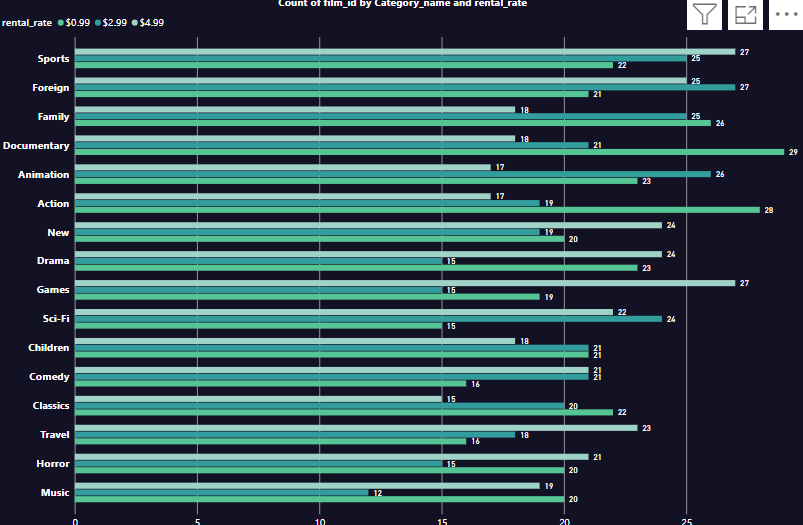 Count of film_id by Category_name and rental_rate
rental_rate $0.99 $2.99 $4.99
Sports 27 25 22
Foreign 25 27 21
Family 18 25 26
Documentary 18 21 29
Animation 17 26 23
Action 17 19 28
New 24 19 20
Drama 24 15 23
Games 27 15 19
Sci-Fi 22 24 15
Children 18 21 21
Comedy 21 21 16
Classics 15 20 22
Travel 23 18 16
Horror 21 15 20
Music 19 12 20
0 5 10 15 20 25